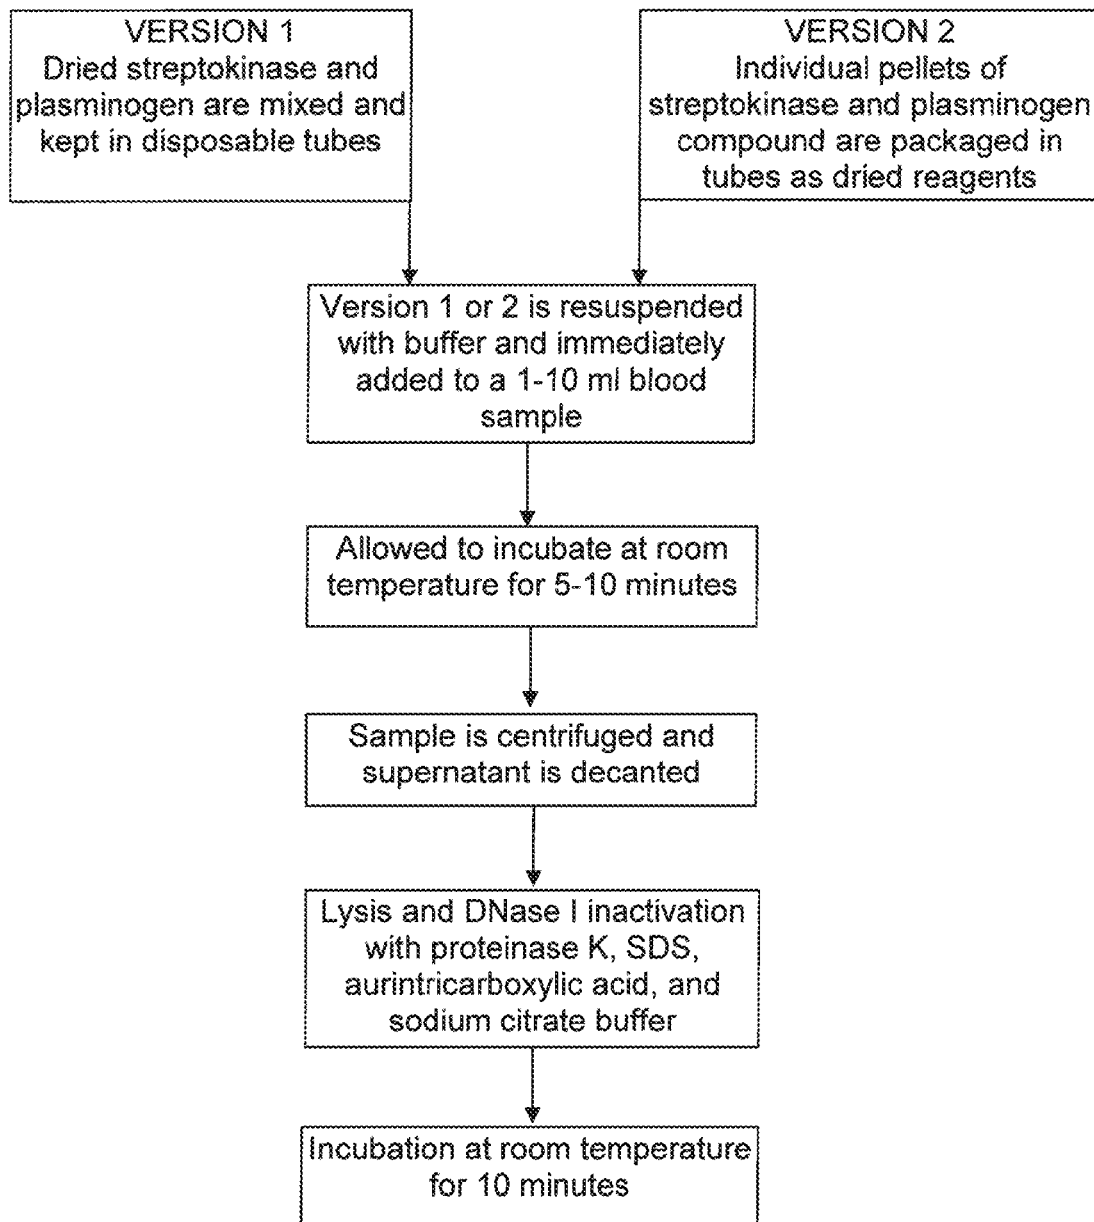 VERSION 1
Dried streptokinase and
plasminogen are mixed and
kept in disposable tubes
VERSION 2
Individual pellets of
streptokinase and plasminogen
compound are packaged in
tubes as dried reagents
Version 1 or 2 is resuspended
with buffer and immediately
added to a 1-10 ml blood
sample
Allowed to incubate at room
temperature for 5-10 minutes
Sample is centrifuged and
supernatant is decanted
Lysis and DNase I inactivation
with proteinase K, SDS,
aurintricarboxylic acid, and
sodium citrate buffer
Incubation at room temperature
for 10 minutes